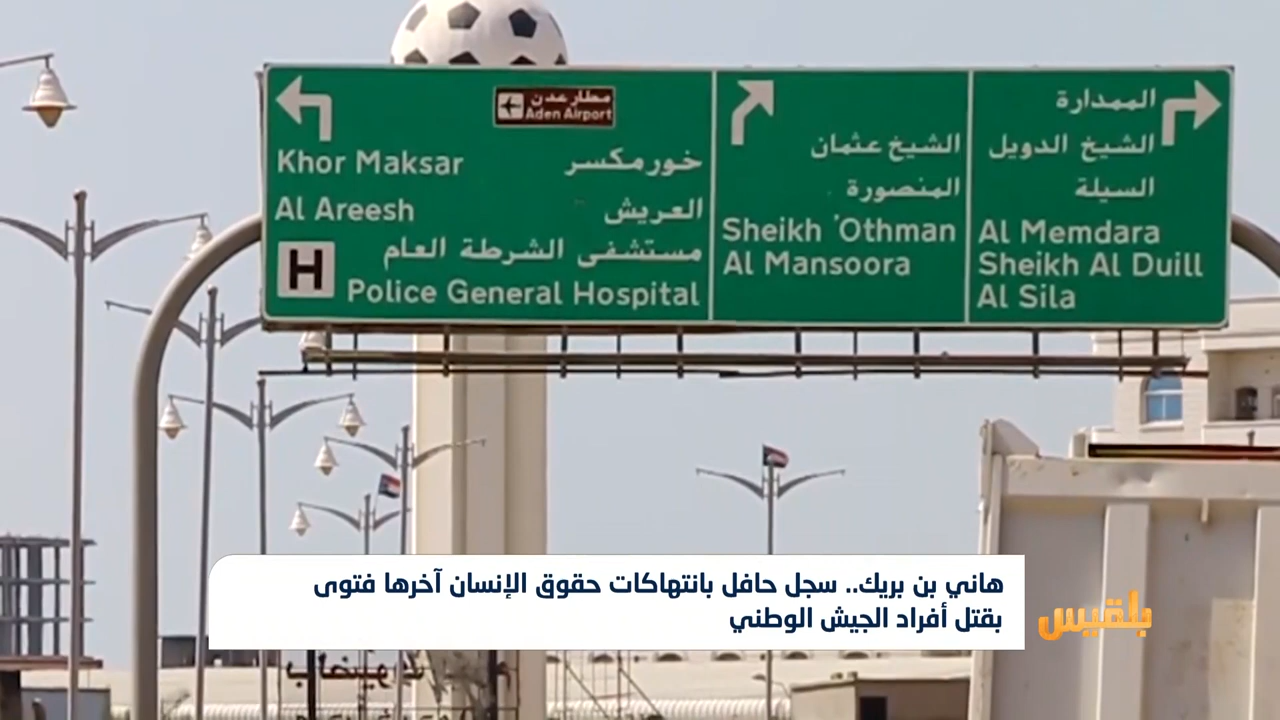 مطار عدن
Aden Airport
Khor Maksar
خورمكسر
Al Areesh
العريش
مستشفى الشرطة العام
H
Police General Hospital
الشيخ عثمان
المنصورة
Sheikh 'Othman
Al Mansoora
الممدارة
الشيخ الدويل
السيلة
Al Memdara
Sheikh Al Duill
Al Sila
هاني بن بريك.. سجل حافل بانتهاكات حقوق الإنسان آخرها فتوى
بقتل أفراد الجيش الوطني
بلقيس